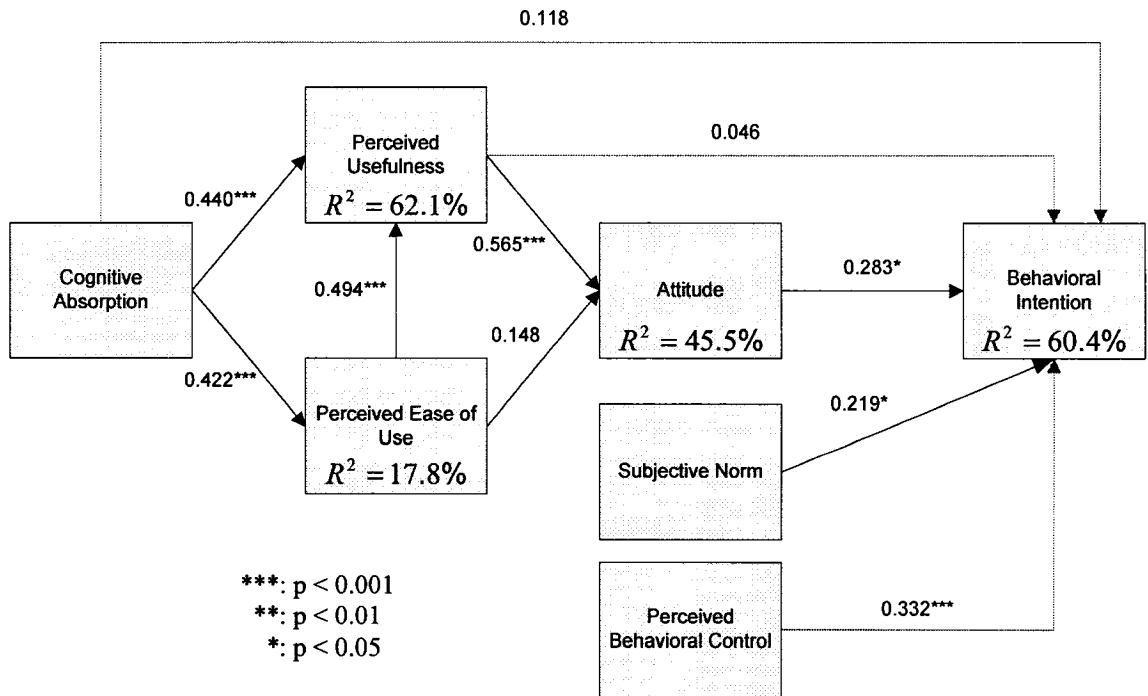 0.118
Perceived
Usefulness
R² = 62.1%
0.046
0.440***
0.565***
Cognitive
Absorption
0.494***
Attitude
R² = 45.5%
0.283*
Behavioral
Intention
R² = 60.4%
0.422***
0.148
Perceived Ease of
Use
R² = 17.8%
0.219*
Subjective Norm
***: p < 0.001
**: p < 0.01
*: p < 0.05
Perceived
Behavioral Control
0.332***